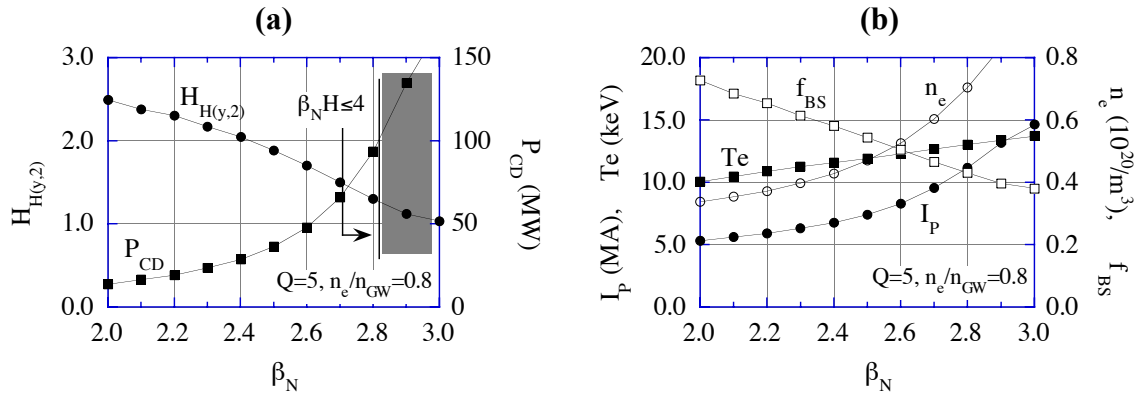 (a)
3.0
2.0
1.0
0.0
H_H(y,2)
150
100
50
0
P_CD (MW)
2.0 2.2 2.4 2.6 2.8 3.0
β_N
H_H(y,2)
β_N H≤4
P_CD
Q=5, n_e/n_GW=0.8
(b)
20.0
15.0
10.0
5.0
0.0
I_P (MA), Te (keV)
0.8
0.6
0.4
0.2
0.0
n_e (10^20/m^3), f_BS
2.0 2.2 2.4 2.6 2.8 3.0
β_N
f_BS
n_e
Te
I_P
Q=5, n_e/n_GW=0.8